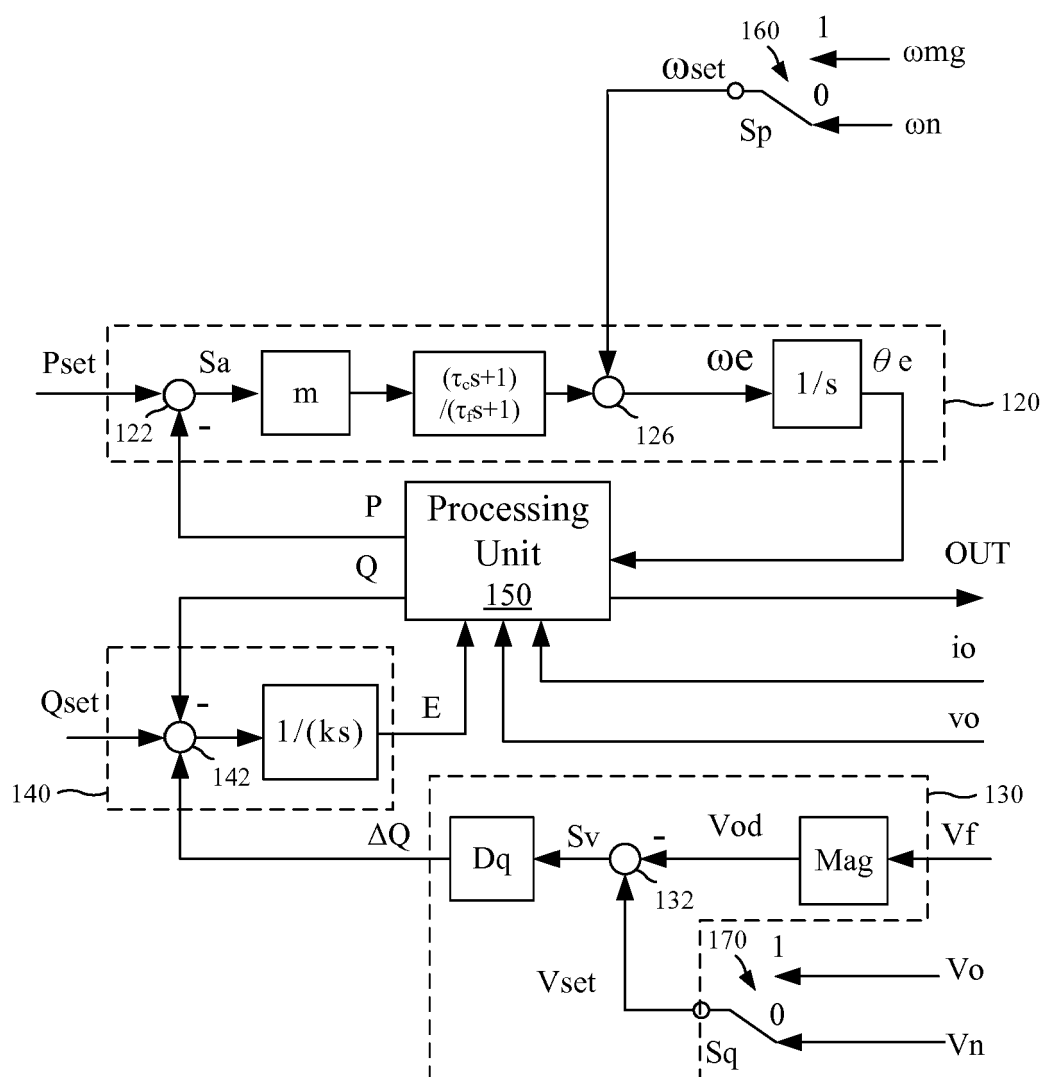 160
1
ωmg
ωset
0
Sp
ωn
Pset
Sa
m
(τcs+1)
/(τfs+1)
ωe
1/s
θe
122
-
126
120
P
Processing
Unit
150
Q
OUT
io
vo
Qset
-
142
1/(ks)
E
140
130
ΔQ
Dq
Sv
-
132
Vod
Mag
Vf
170
1
Vo
Vset
0
Sq
Vn